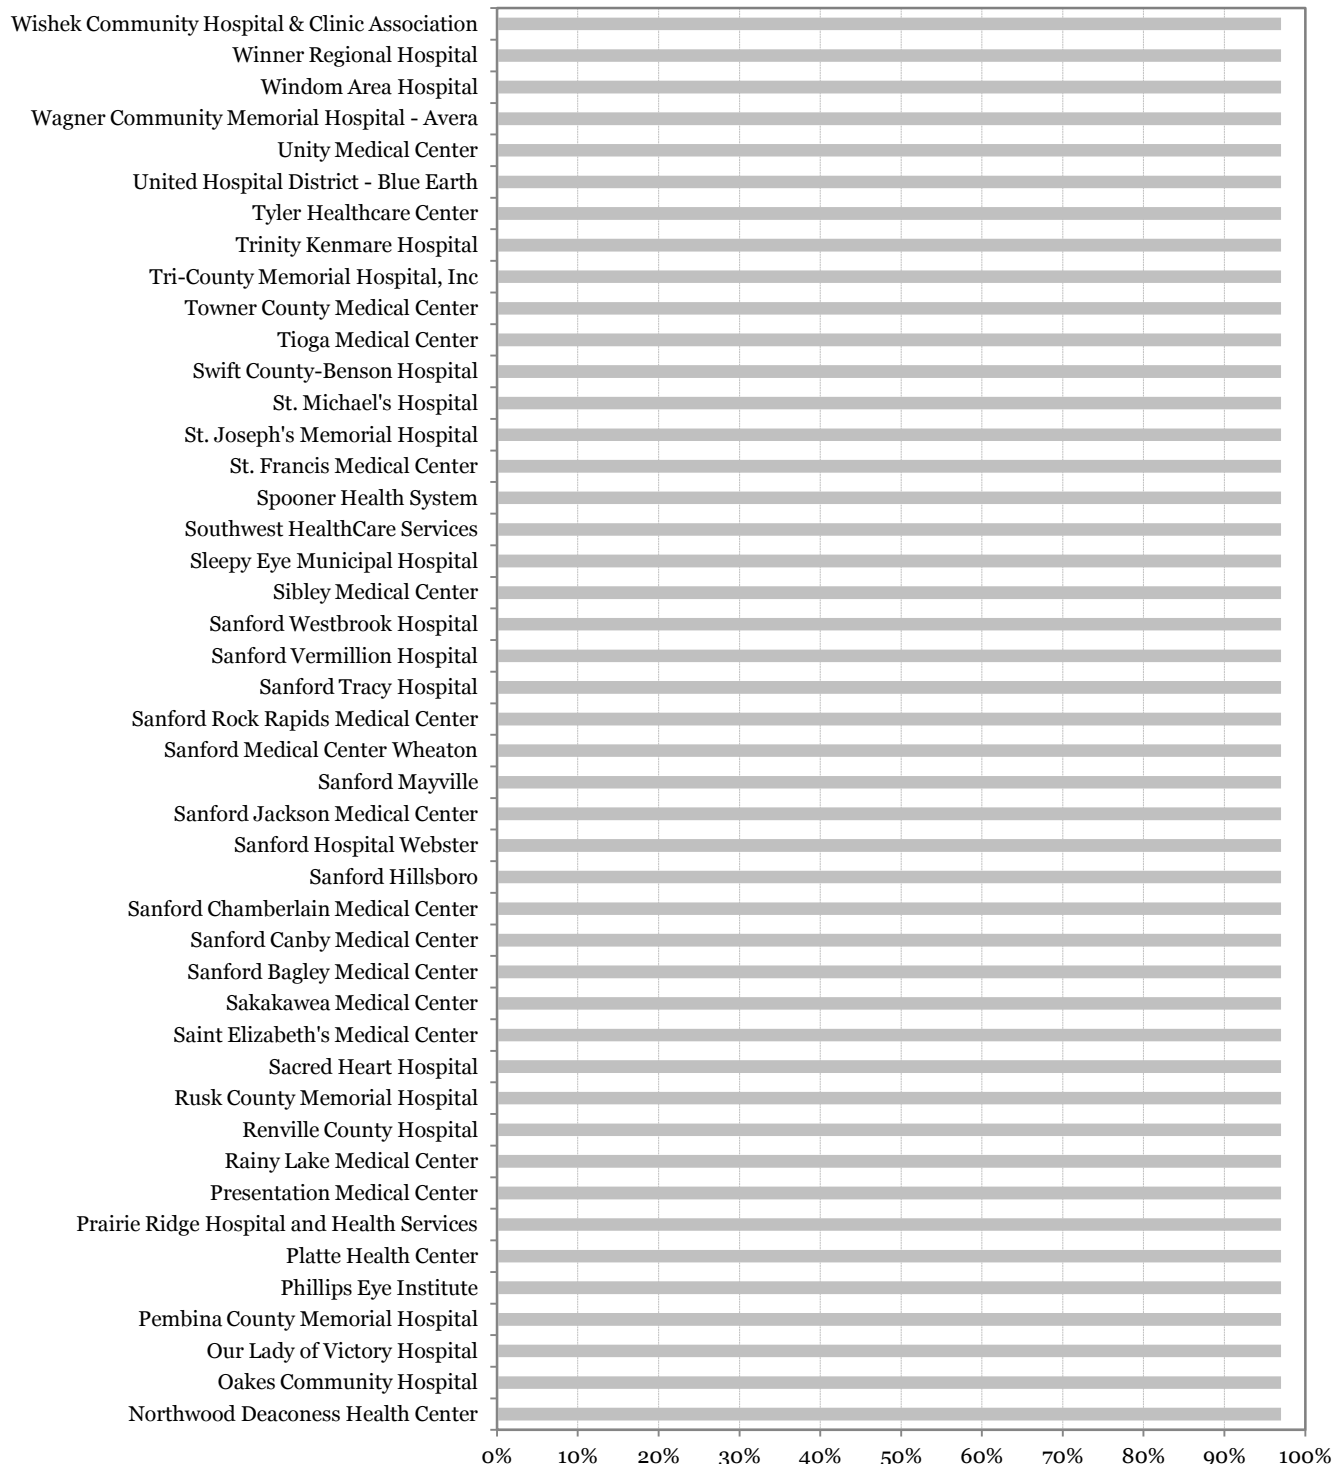 Wishek Community Hospital & Clinic Association
Winner Regional Hospital
Windom Area Hospital
Wagner Community Memorial Hospital - Avera
Unity Medical Center
United Hospital District - Blue Earth
Tyler Healthcare Center
Trinity Kenmare Hospital
Tri-County Memorial Hospital, Inc
Towner County Medical Center
Tioga Medical Center
Swift County-Benson Hospital
St. Michael's Hospital
St. Joseph's Memorial Hospital
St. Francis Medical Center
Spooner Health System
Southwest HealthCare Services
Sleepy Eye Municipal Hospital
Sibley Medical Center
Sanford Westbrook Hospital
Sanford Vermillion Hospital
Sanford Tracy Hospital
Sanford Rock Rapids Medical Center
Sanford Medical Center Wheaton
Sanford Mayville
Sanford Jackson Medical Center
Sanford Hospital Webster
Sanford Hillsboro
Sanford Chamberlain Medical Center
Sanford Canby Medical Center
Sanford Bagley Medical Center
Sakakawea Medical Center
Saint Elizabeth's Medical Center
Sacred Heart Hospital
Rusk County Memorial Hospital
Renville County Hospital
Rainy Lake Medical Center
Presentation Medical Center
Prairie Ridge Hospital and Health Services
Platte Health Center
Phillips Eye Institute
Pembina County Memorial Hospital
Our Lady of Victory Hospital
Oakes Community Hospital
Northwood Deaconess Health Center
0% 10% 20% 30% 40% 50% 60% 70% 80% 90% 100%